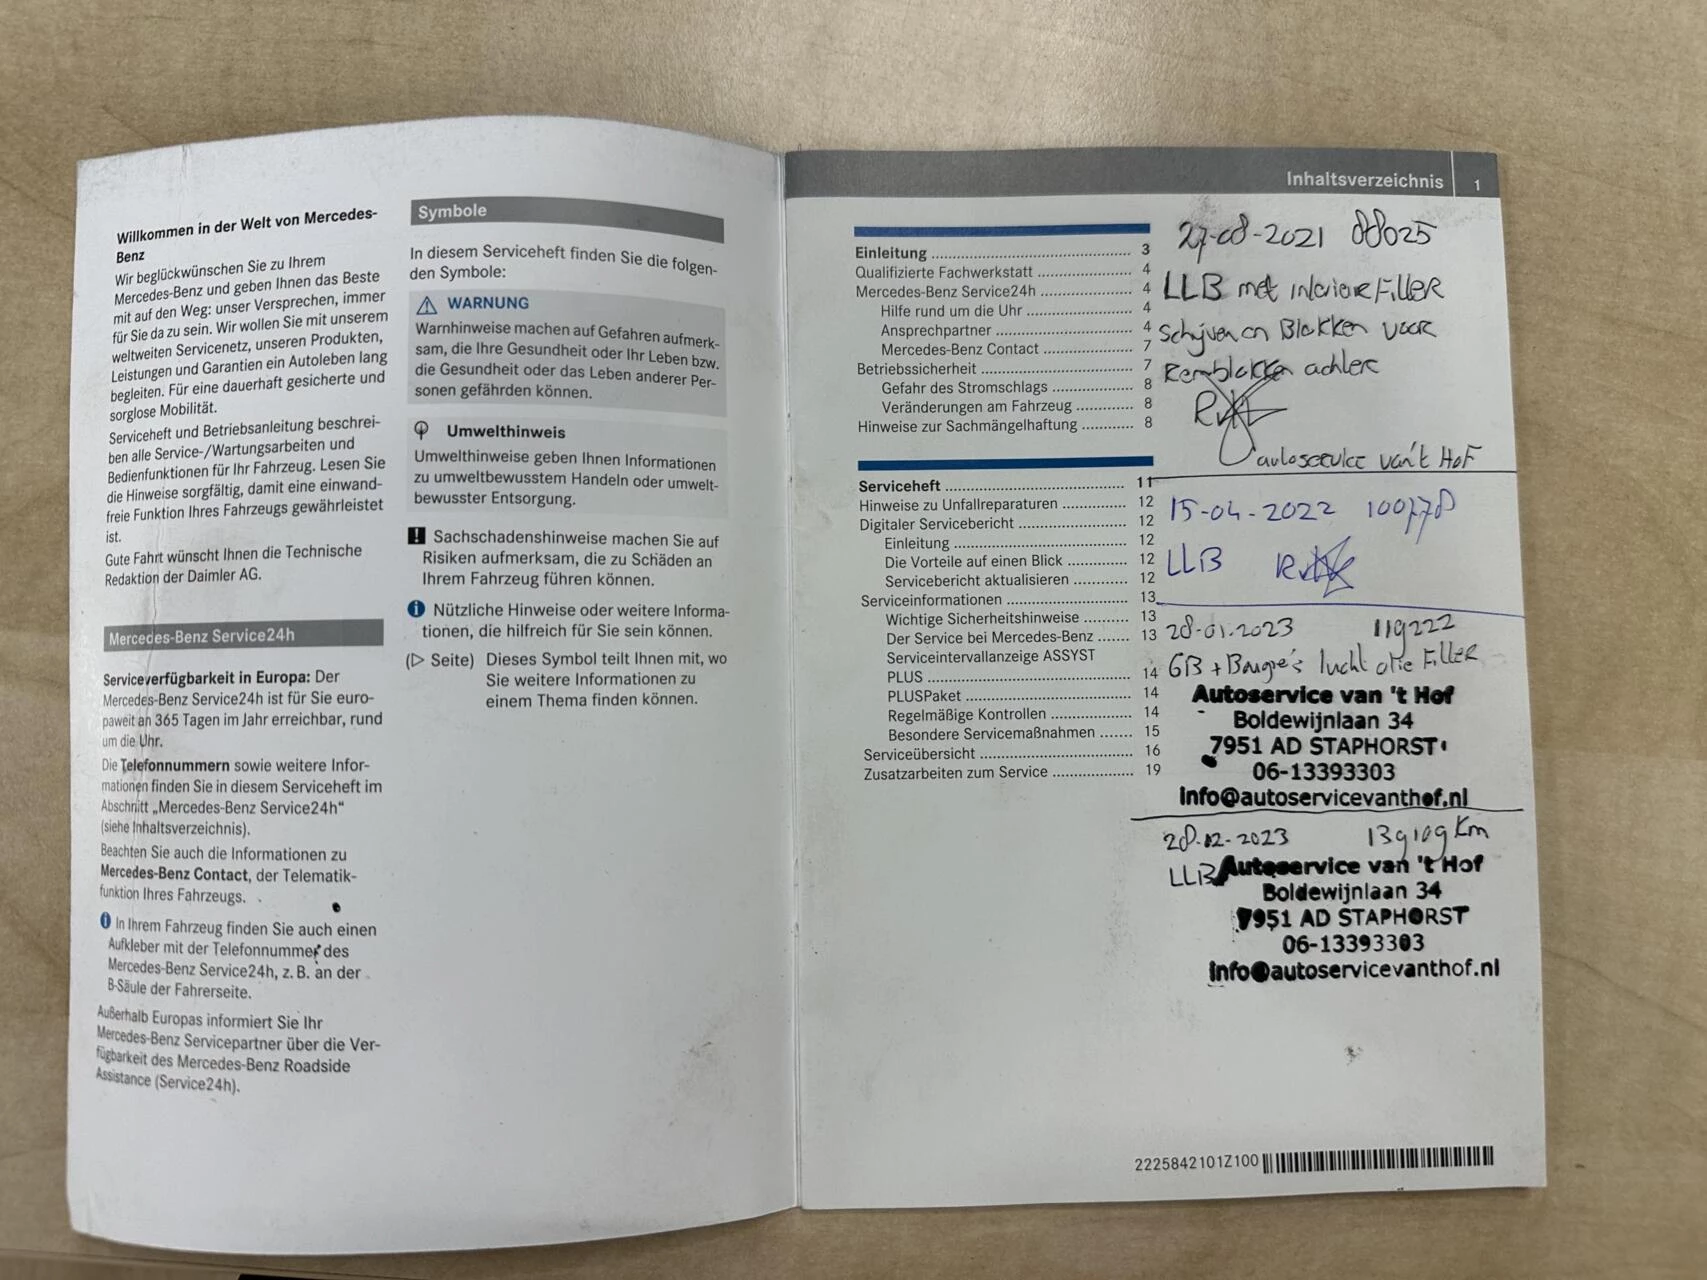 Willkommen in der Welt von Mercedes-
Benz
Wir beglückwünschen Sie zu Ihrem
Mercedes-Benz und geben Ihnen das Beste
mit auf den Weg: unser Versprechen, immer
für Sie da zu sein. Wir wollen Sie mit unserem
weltweiten Servicenetz, unseren Produkten,
Leistungen und Garantien ein Autoleben lang
begleiten. Für eine dauerhaft gesicherte und
sorglose Mobilität.
Serviceheft und Betriebsanleitung beschrei-
ben alle Service-/Wartungsarbeiten und
Bedienfunktionen für Ihr Fahrzeug. Lesen Sie
die Hinweise sorgfältig, damit eine einwand-
freie Funktion Ihres Fahrzeugs gewährleistet
ist.
Gute Fahrt wünscht Ihnen die Technische
Redaktion der Daimler AG.
Mercedes-Benz Service24h
Serviceverfügbarkeit in Europa: Der
Mercedes-Benz Service24h ist für Sie euro-
paweit an 365 Tagen im Jahr erreichbar, rund
um die Uhr.
Die Telefonnummern sowie weitere Infor-
mationen finden Sie in diesem Serviceheft im
Abschnitt „Mercedes-Benz Service24h“
(siehe Inhaltsverzeichnis).
Beachten Sie auch die Informationen zu
Mercedes-Benz Contact, der Telematik-
funktion Ihres Fahrzeugs.
In Ihrem Fahrzeug finden Sie auch einen
Aufkleber mit der Telefonnummer des
Mercedes-Benz Service24h, z. B. an der
B-Säule der Fahrerseite.
Außerhalb Europas informiert Sie Ihr
Mercedes-Benz Servicepartner über die Ver-
fügbarkeit des Mercedes-Benz Roadside
Assistance (Service24h).
Symbole
In diesem Serviceheft finden Sie die folgen-
den Symbole:
WARNUNG
Warnhinweise machen auf Gefahren aufmerk-
sam, die Ihre Gesundheit oder Ihr Leben bzw.
die Gesundheit oder das Leben anderer Per-
sonen gefährden können.
Umwelthinweis
Umwelthinweise geben Ihnen Informationen
zu umweltbewusstem Handeln oder umwelt-
bewusster Entsorgung.
Sachschadenshinweise machen Sie auf
Risiken aufmerksam, die zu Schäden an
Ihrem Fahrzeug führen können.
Nützliche Hinweise oder weitere Informa-
tionen, die hilfreich für Sie sein können.
(▷ Seite) Dieses Symbol teilt Ihnen mit, wo
Sie weitere Informationen zu
einem Thema finden können.
Inhaltsverzeichnis 1
Einleitung 3
Qualifizierte Fachwerkstatt 4
Mercedes-Benz Service24h 4
Hilfe rund um die Uhr 4
Ansprechpartner 4
Mercedes-Benz Contact 7
Betriebssicherheit 7
Gefahr des Stromschlags 8
Veränderungen am Fahrzeug 8
Hinweise zur Sachmängelhaftung 8
Serviceheft 11
Hinweise zu Unfallreparaturen 12
Digitaler Servicebericht 12
Einleitung 12
Die Vorteile auf einen Blick 12
Servicebericht aktualisieren 12
Serviceinformationen 13
Wichtige Sicherheitshinweise 13
Der Service bei Mercedes-Benz 13
Serviceintervallanzeige ASSYST
PLUS 14
PLUSPaket 14
Regelmäßige Kontrollen 14
Besondere Servicemaßnahmen 15
Serviceübersicht 16
Zusatzarbeiten zum Service 19
27-08-2021 88025
LLB met interieur Filter
Schijven en Blokken voor
Remblokken achter
autoservice van't Hof
15-04-2022 100778
LLB
28-01-2023 119222
GB + Bougie's lucht olie Filter
Autoservice van 't Hof
Boldewijnlaan 34
7951 AD STAPHORST
06-13393303
info@autoservicevanthof.nl
28-12-2023 139109 Km
LLB Autoservice van 't Hof
Boldewijnlaan 34
7951 AD STAPHORST
06-13393303
info@autoservicevanthof.nl
2225842101Z100